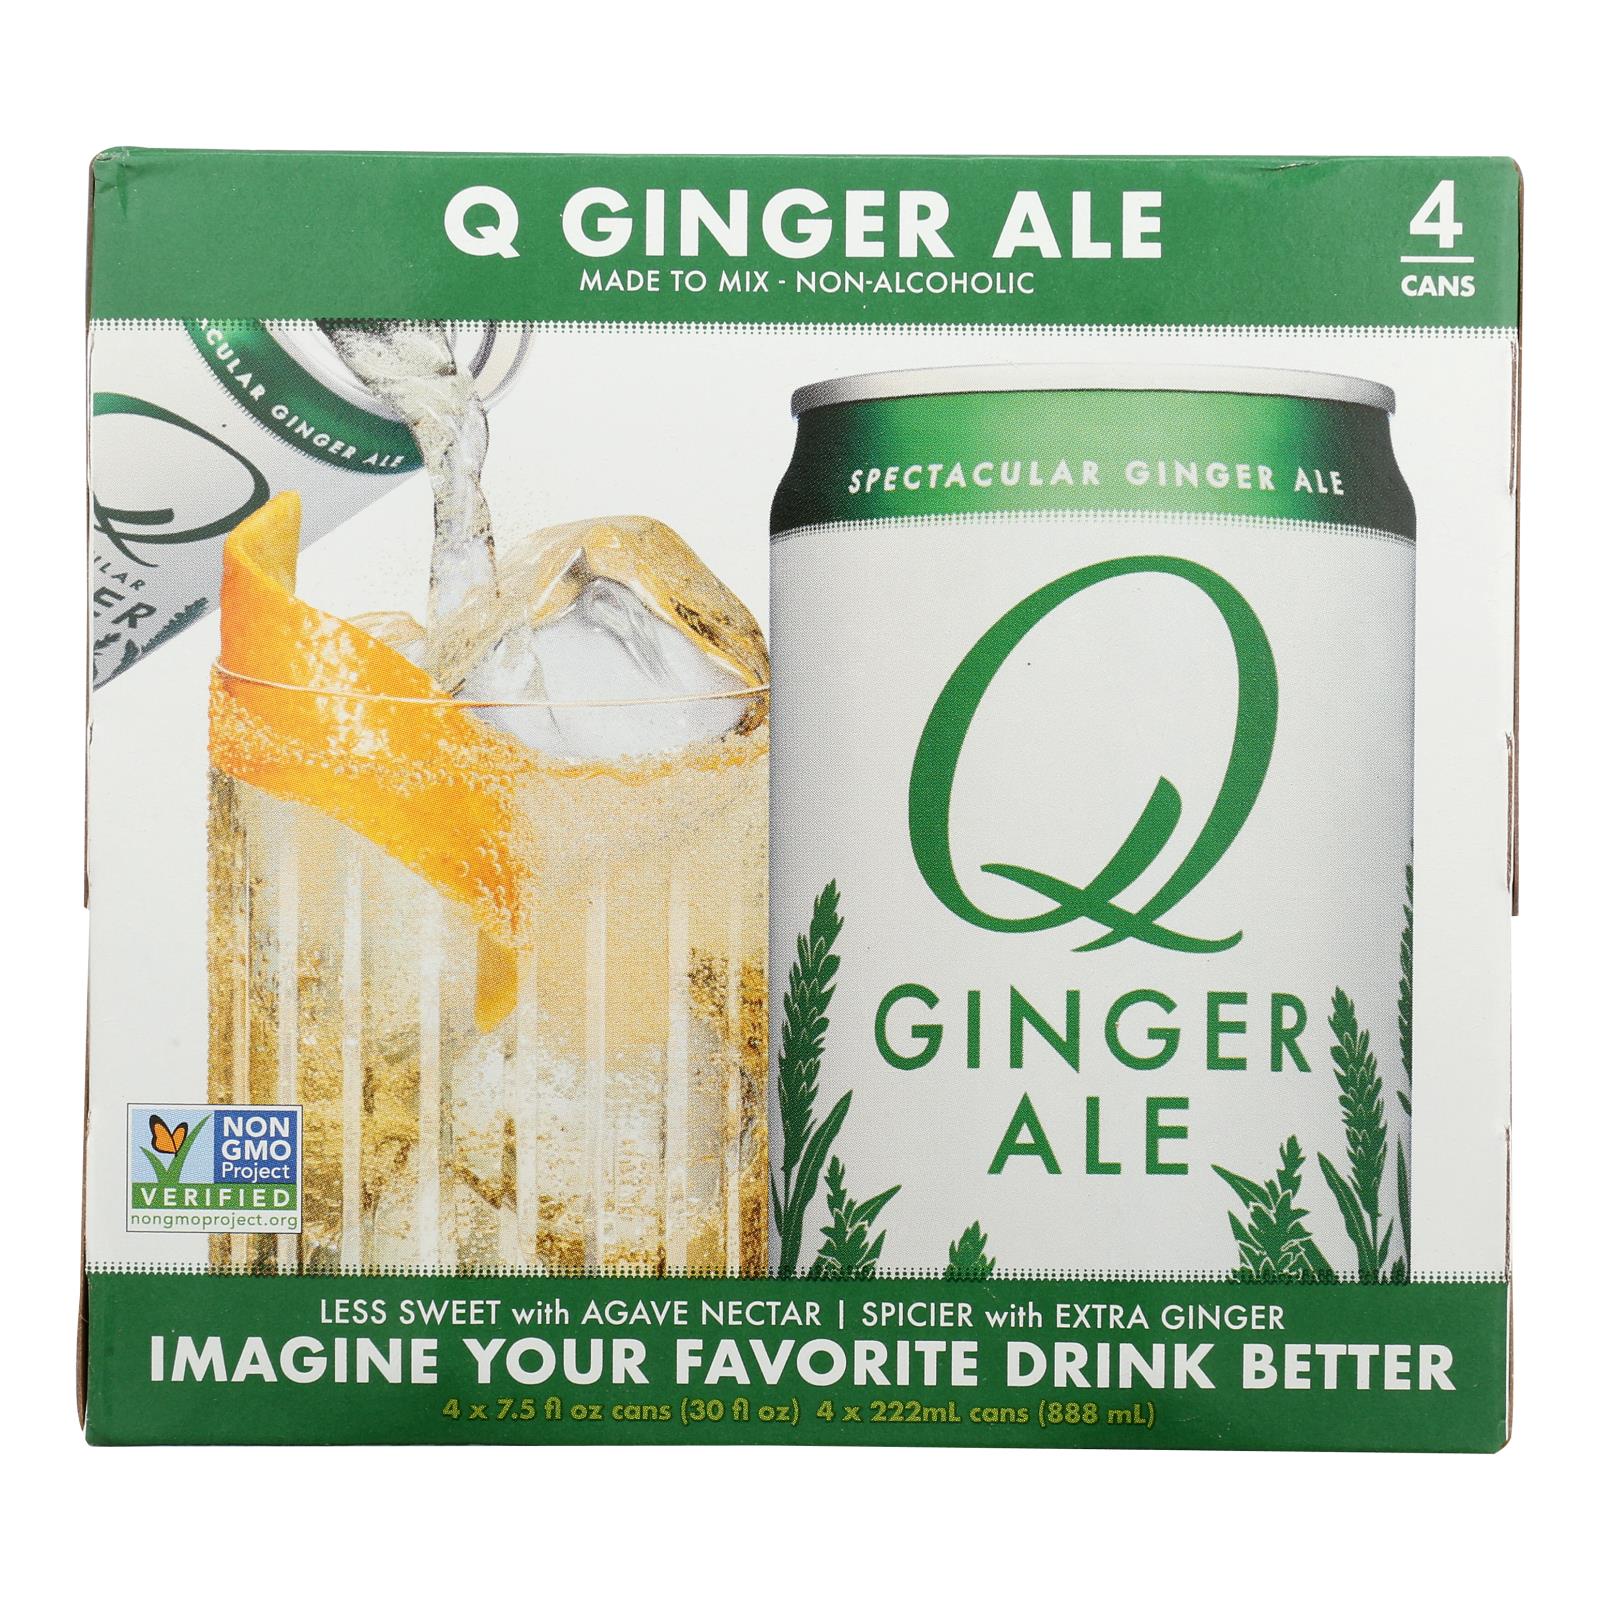 Q GINGER ALE
MADE TO MIX - NON-ALCOHOLIC
4
CANS
GINGER ALE
SPECTACULAR GINGER ALE
Q
GINGER
ALE
NON
GMO
Project
VERIFIED
nongmoproject.org
LESS SWEET with AGAVE NECTAR | SPICIER with EXTRA GINGER
IMAGINE YOUR FAVORITE DRINK BETTER
4 x 7.5 fl oz cans (30 fl oz) 4 x 222mL cans (888 mL)